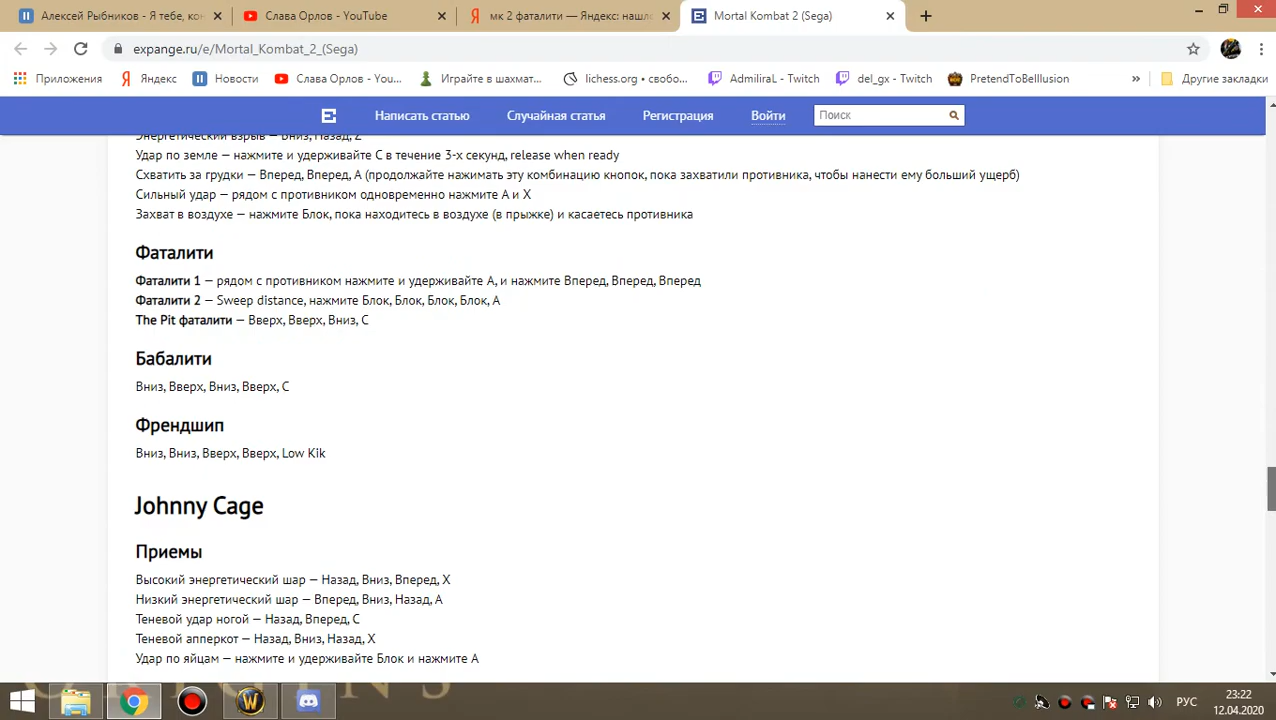 Алексей Рыбников - Я тебе, кон
Слава Орлов - YouTube
мк 2 фаталити — Яндекс: нашло
Mortal Kombat 2 (Sega)
expange.ru/e/Mortal_Kombat_2_(Sega)
Приложения
Яндекс
Новости
Слава Орлов - You...
Играйте в шахмат...
lichess.org • свобо...
AdmiralL - Twitch
del_gx - Twitch
PretendToBeIllusion
»
Другие закладки
Написать статью
Случайная статья
Регистрация
Войти
Поиск
Энергетический взрыв — Вниз, Назад, Z
Удар по земле — нажмите и удерживайте C в течение 3-х секунд, release when ready
Схватить за грудки — Вперед, Вперед, A (продолжайте нажимать эту комбинацию кнопок, пока захватили противника, чтобы нанести ему больший ущерб)
Сильный удар — рядом с противником одновременно нажмите A и X
Захват в воздухе — нажмите Блок, пока находитесь в воздухе (в прыжке) и касаетесь противника
Фаталити
Фаталити 1 — рядом с противником нажмите и удерживайте A, и нажмите Вперед, Вперед, Вперед
Фаталити 2 — Sweep distance, нажмите Блок, Блок, Блок, Блок, A
The Pit фаталити — Вверх, Вверх, Вниз, C
Бабалити
Вниз, Вверх, Вниз, Вверх, C
Френдшип
Вниз, Вниз, Вверх, Вверх, Low Kik
Johnny Cage
Приемы
Высокий энергетический шар — Назад, Вниз, Вперед, X
Низкий энергетический шар — Вперед, Вниз, Назад, A
Теневой удар ногой — Назад, Вперед, C
Теневой апперкот — Назад, Вниз, Назад, X
Удар по яйцам — нажмите и удерживайте Блок и нажмите A
РУС
23:22
12.04.2020